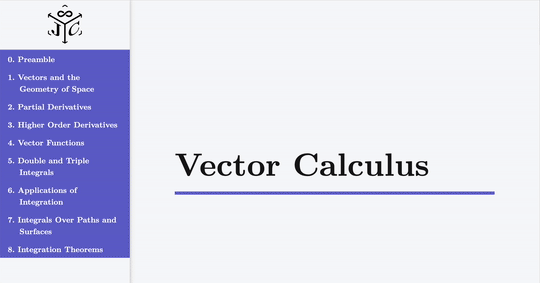 J C
0. Preamble
1. Vectors and the
Geometry of Space
2. Partial Derivatives
3. Higher Order Derivatives
4. Vector Functions
5. Double and Triple
Integrals
6. Applications of
Integration
7. Integrals Over Paths and
Surfaces
8. Integration Theorems
Vector Calculus